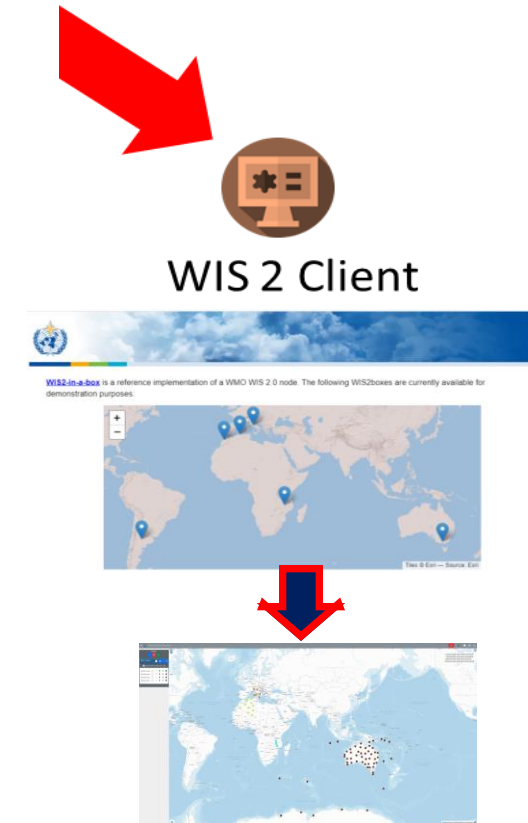 WIS 2 Client
WIS2-in-a-box is a reference implementation of a WMO WIS 2.0 node. The following WIS2boxes are currently available for
demonstration purposes:
+
−
Tiles © Esri — Source: Esri